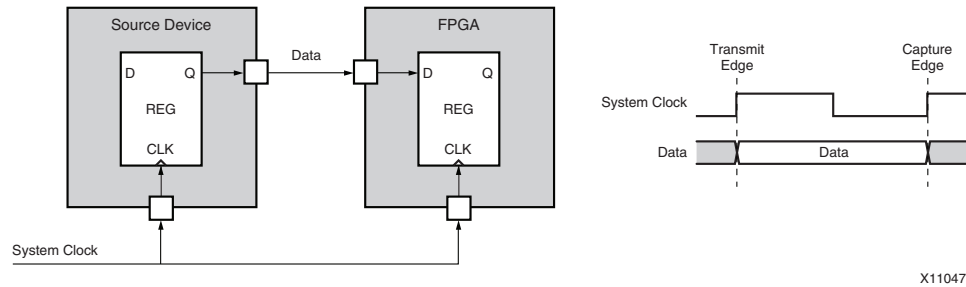 Source Device
FPGA
Data
D Q
REG
CLK
D Q
REG
CLK
System Clock
Transmit
Edge
Capture
Edge
System Clock
Data
Data
X11047